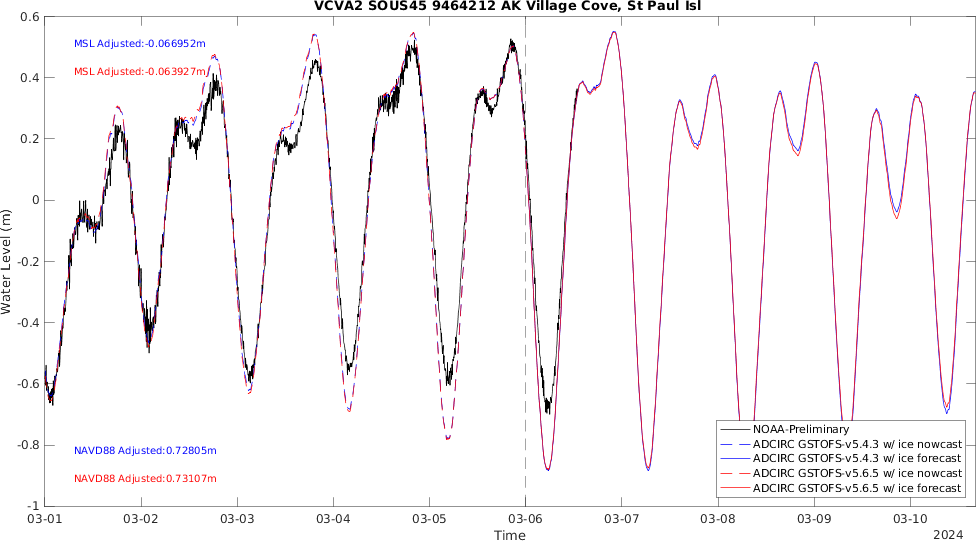 VCVA2 SOUS45 9464212 AK Village Cove, St Paul Isl
MSL Adjusted:-0.066952m
MSL Adjusted:-0.063927m
NAVD88 Adjusted:0.72805m
NAVD88 Adjusted:0.73107m
Water Level (m)
0.6
0.4
0.2
0
-0.2
-0.4
-0.6
-0.8
-1
NOAA-Preliminary
ADCIRC GSTOFS-v5.4.3 w/ ice nowcast
ADCIRC GSTOFS-v5.4.3 w/ ice forecast
ADCIRC GSTOFS-v5.6.5 w/ ice nowcast
ADCIRC GSTOFS-v5.6.5 w/ ice forecast
03-01 03-02 03-03 03-04 03-05 03-06 03-07 03-08 03-09 03-10
Time
2024